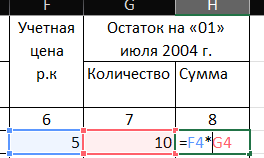 F G H
Учетная цена р.к
Остаток на «01» июля 2004 г.
Количество Сумма
6 7 8
5 10 =F4*G4